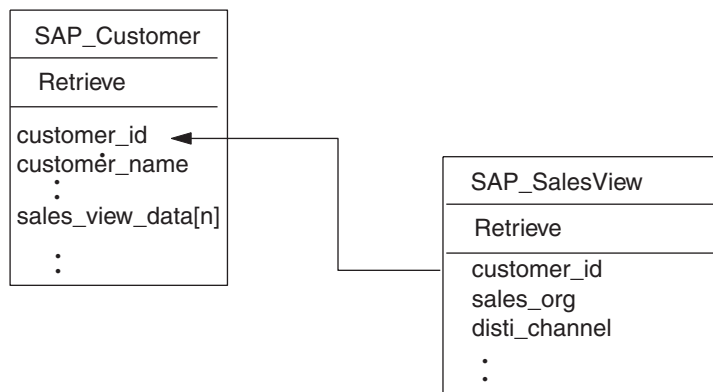 SAP_Customer
Retrieve
customer_id
customer_name
:
sales_view_data[n]
:
SAP_SalesView
Retrieve
customer_id
sales_org
disti_channel
: